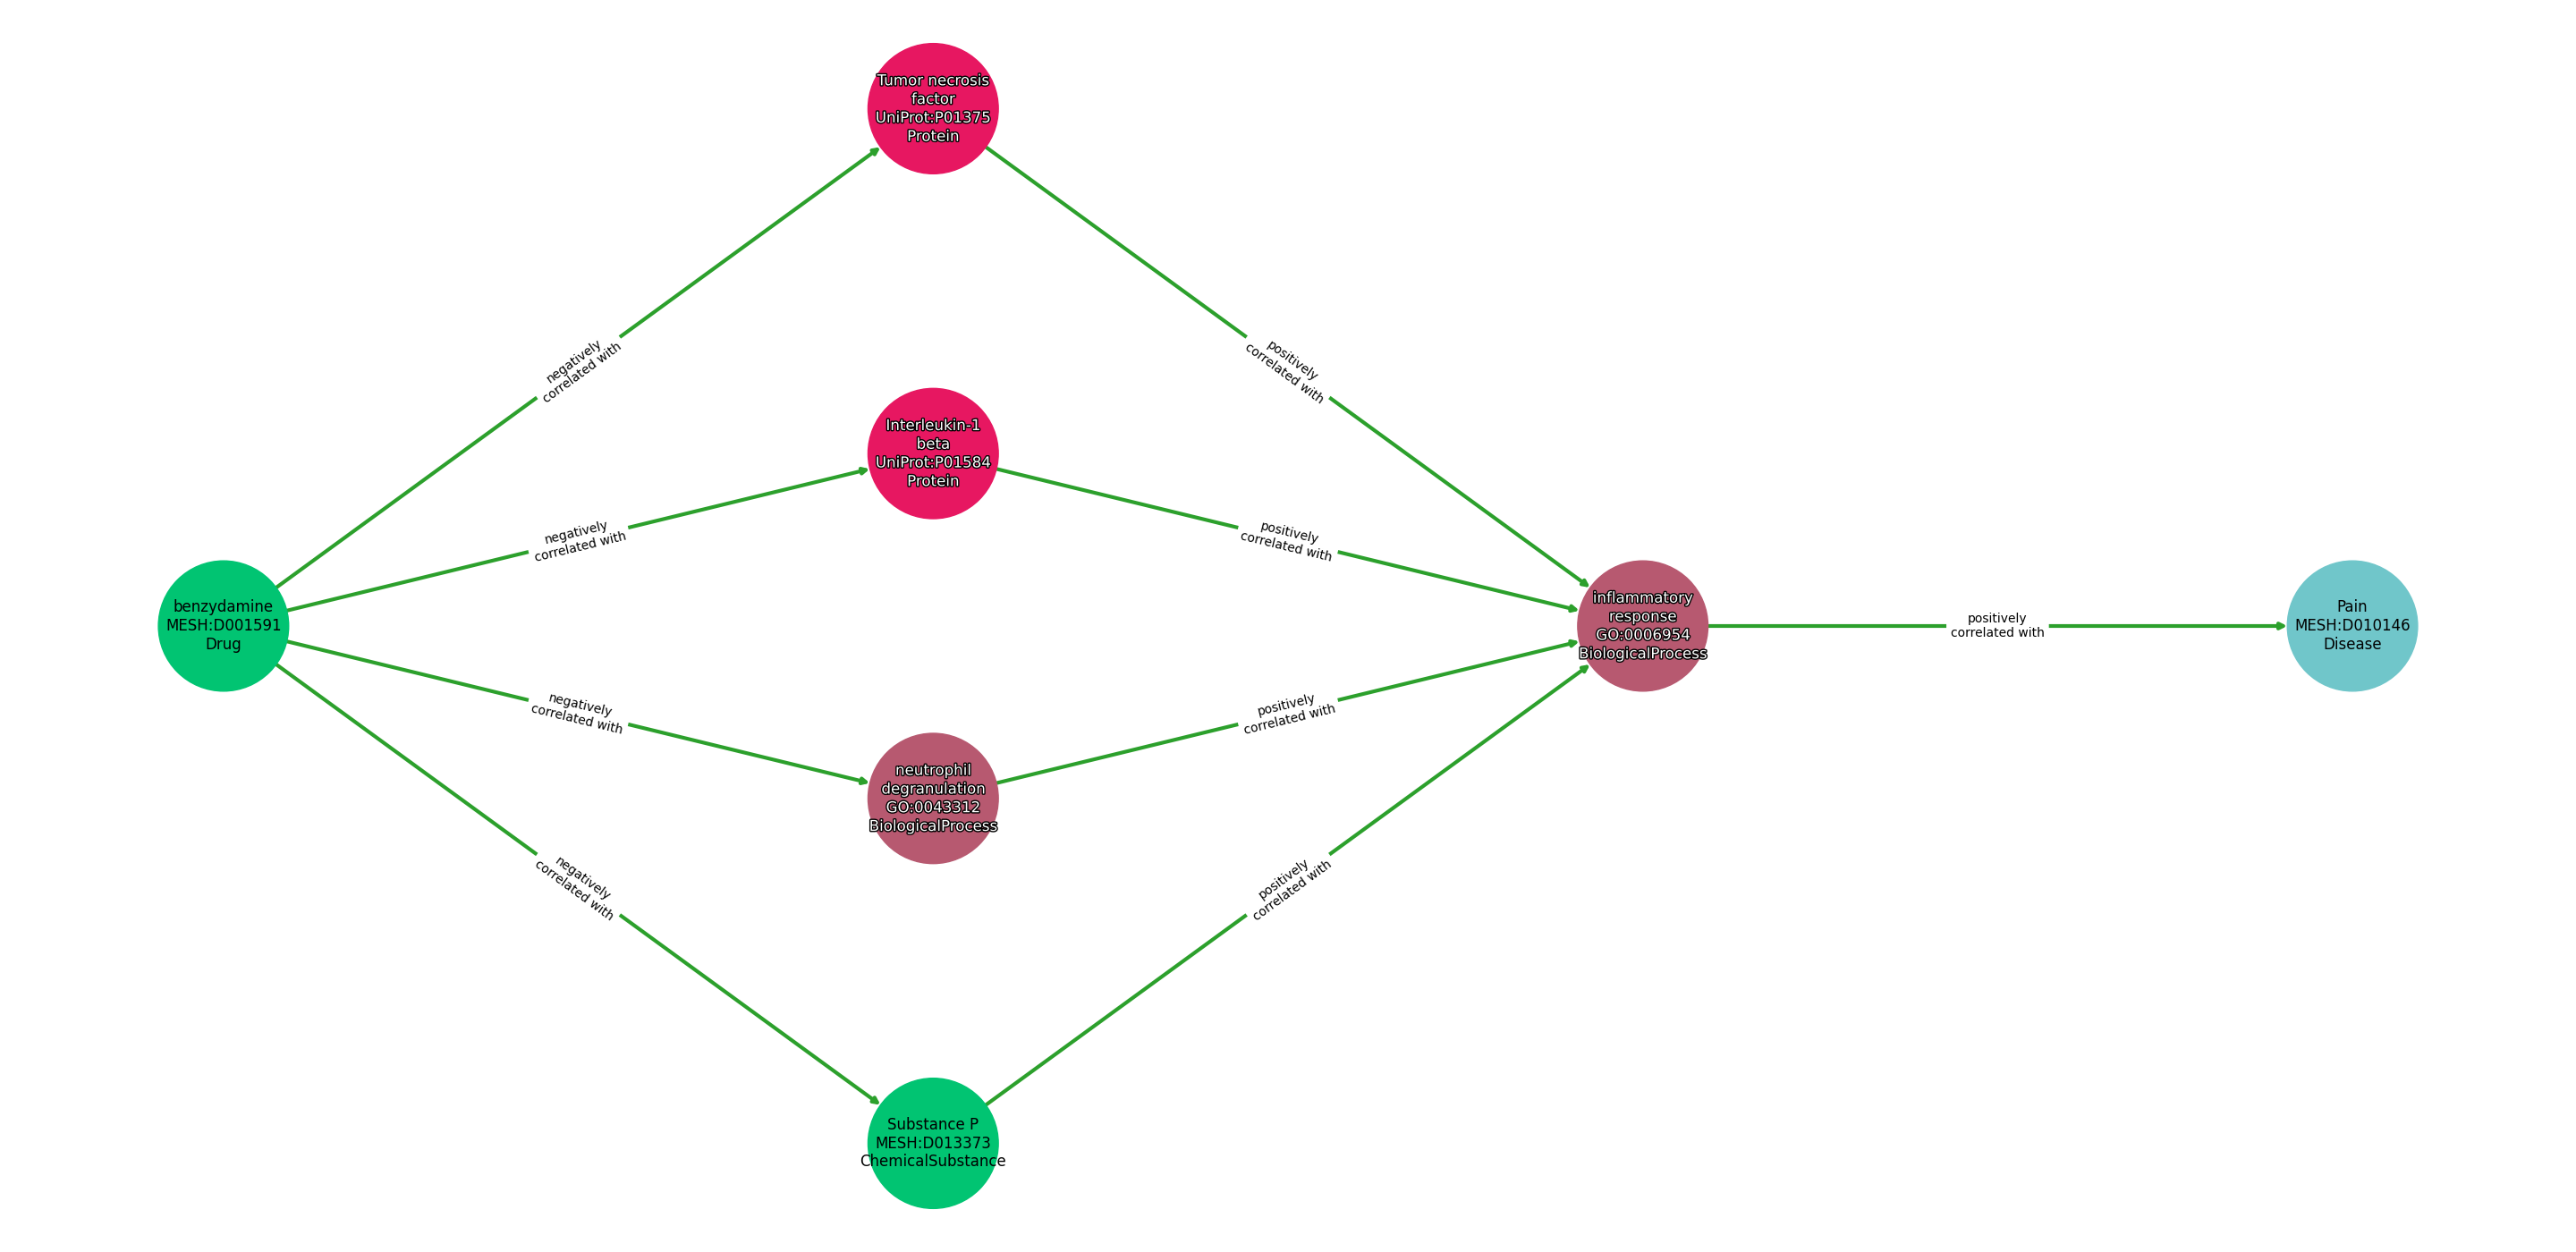 Tumor necrosis
factor
UniProt:P01375
Protein
negatively
correlated with
positively
correlated with
Interleukin-1
beta
UniProt:P01584
Protein
negatively
correlated with
positively
correlated with
benzydamine
MESH:D001591
Drug
inflammatory
response
GO:0006954
BiologicalProcess
positively
correlated with
Pain
MESH:D010146
Disease
negatively
correlated with
positively
correlated with
neutrophil
degranulation
GO:0043312
BiologicalProcess
negatively
correlated with
positively
correlated with
Substance P
MESH:D013373
ChemicalSubstance